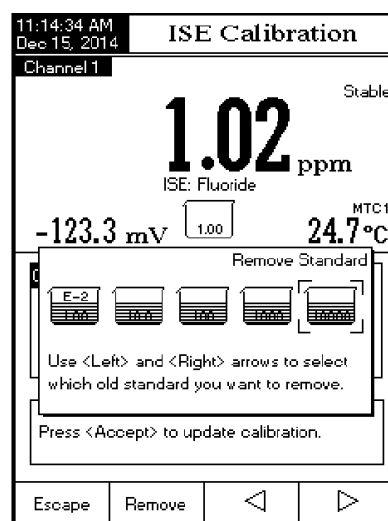 11:14:34 AM
Dec 15, 2014
ISE Calibration
Channel 1
Stable
1.02 ppm
ISE: Fluoride
MTC1
-123.3 mV
1.00
24.7°C
Remove Standard
E-2
1.00 10.0 100 1000 10000
Use <Left> and <Right> arrows to select
which old standard you want to remove.
Press <Accept> to update calibration.
Escape Remove